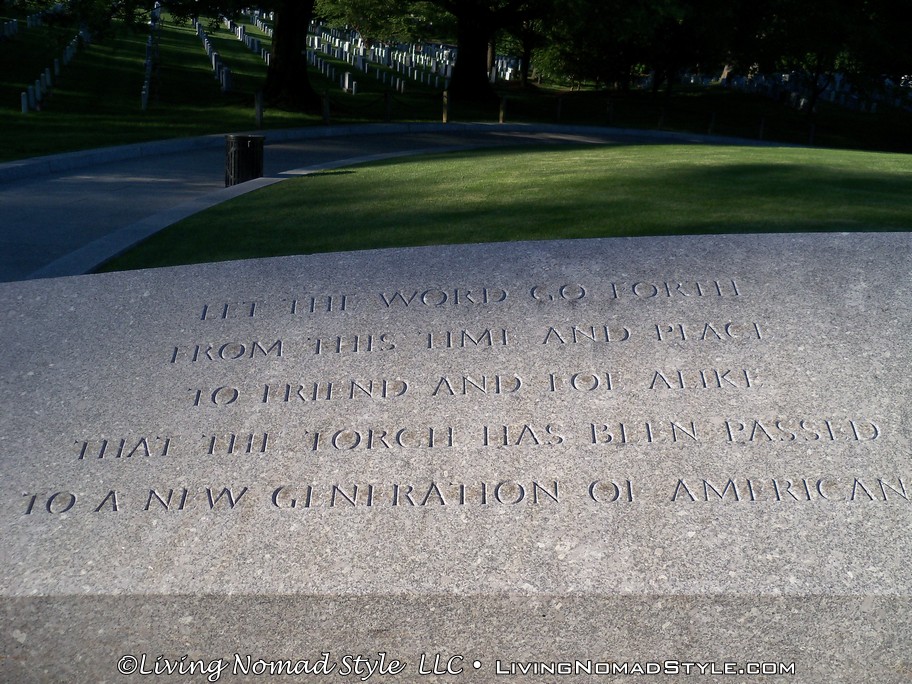 LET THE WORD GO FORTH
FROM THIS TIME AND PLACE
TO FRIEND AND FOE ALIKE
THAT THE TORCH HAS BEEN PASSED
TO A NEW GENERATION OF AMERICAN
©Living Nomad Style LLC • LivingNomadStyle.com